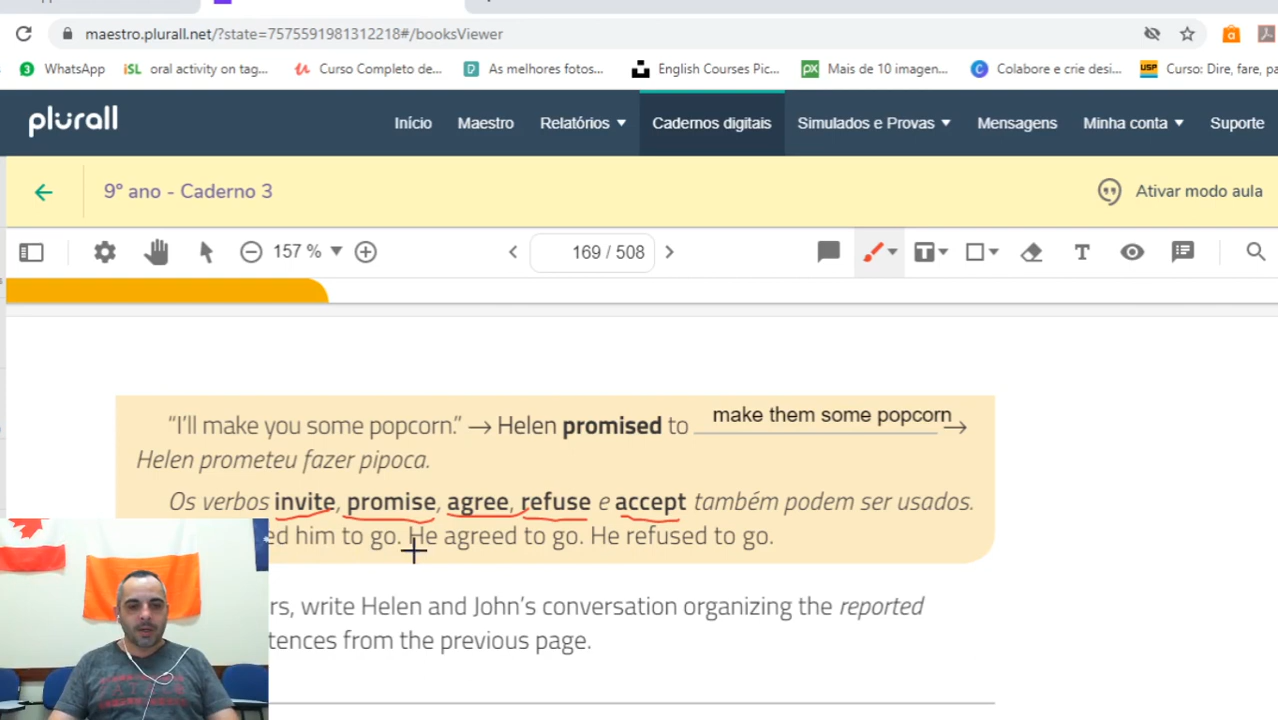 maestro.plurall.net/?state=7575591981312218#/booksViewer
3 WhatsApp iSL oral activity on tag... Curso Completo de... D As melhores fotos... English Courses Pic... px Mais de 10 imagen... C Colabore e crie desi... USP Curso: Dire, fare, pa
plurall Início Maestro Relatórios Cadernos digitais Simulados e Provas Mensagens Minha conta Suporte
9º ano - Caderno 3 Ativar modo aula
157 % 169 / 508 T T
"I'll make you some popcorn." → Helen promised to make them some popcorn →
Helen prometeu fazer pipoca.
Os verbos invite, promise, agree, refuse e accept também podem ser usados.
ed him to go. He agreed to go. He refused to go.
rs, write Helen and John's conversation organizing the reported
tences from the previous page.